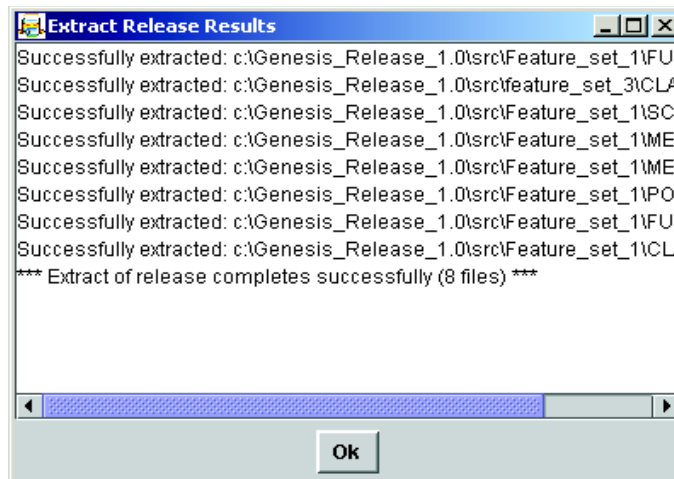 Extract Release Results
Successfully extracted: c:\Genesis_Release_1.0\src\Feature_set_1\FU
Successfully extracted: c:\Genesis_Release_1.0\src\feature_set_3\CLA
Successfully extracted: c:\Genesis_Release_1.0\src\Feature_set_1\SC
Successfully extracted: c:\Genesis_Release_1.0\src\Feature_set_1\ME
Successfully extracted: c:\Genesis_Release_1.0\src\Feature_set_1\ME
Successfully extracted: c:\Genesis_Release_1.0\src\Feature_set_1\PO
Successfully extracted: c:\Genesis_Release_1.0\src\Feature_set_1\FU
Successfully extracted: c:\Genesis_Release_1.0\src\Feature_set_1\CLA
*** Extract of release completes successfully (8 files) ***
Ok